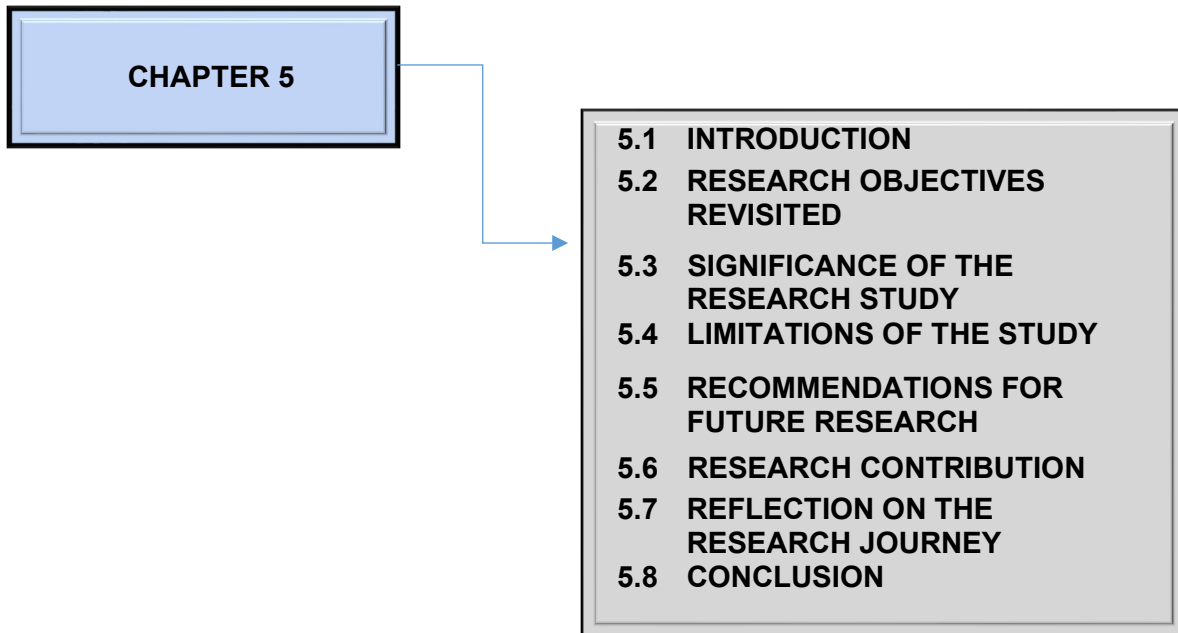 CHAPTER 5
5.1 INTRODUCTION
5.2 RESEARCH OBJECTIVES
REVISITED
5.3 SIGNIFICANCE OF THE
RESEARCH STUDY
5.4 LIMITATIONS OF THE STUDY
5.5 RECOMMENDATIONS FOR
FUTURE RESEARCH
5.6 RESEARCH CONTRIBUTION
5.7 REFLECTION ON THE
RESEARCH JOURNEY
5.8 CONCLUSION